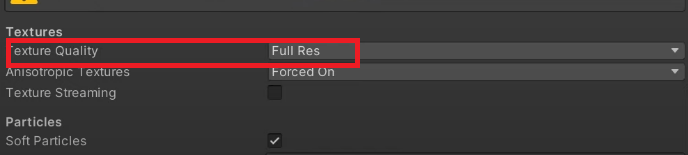 Textures
Texture Quality Full Res
Anisotropic Textures Forced On
Texture Streaming
Particles
Soft Particles